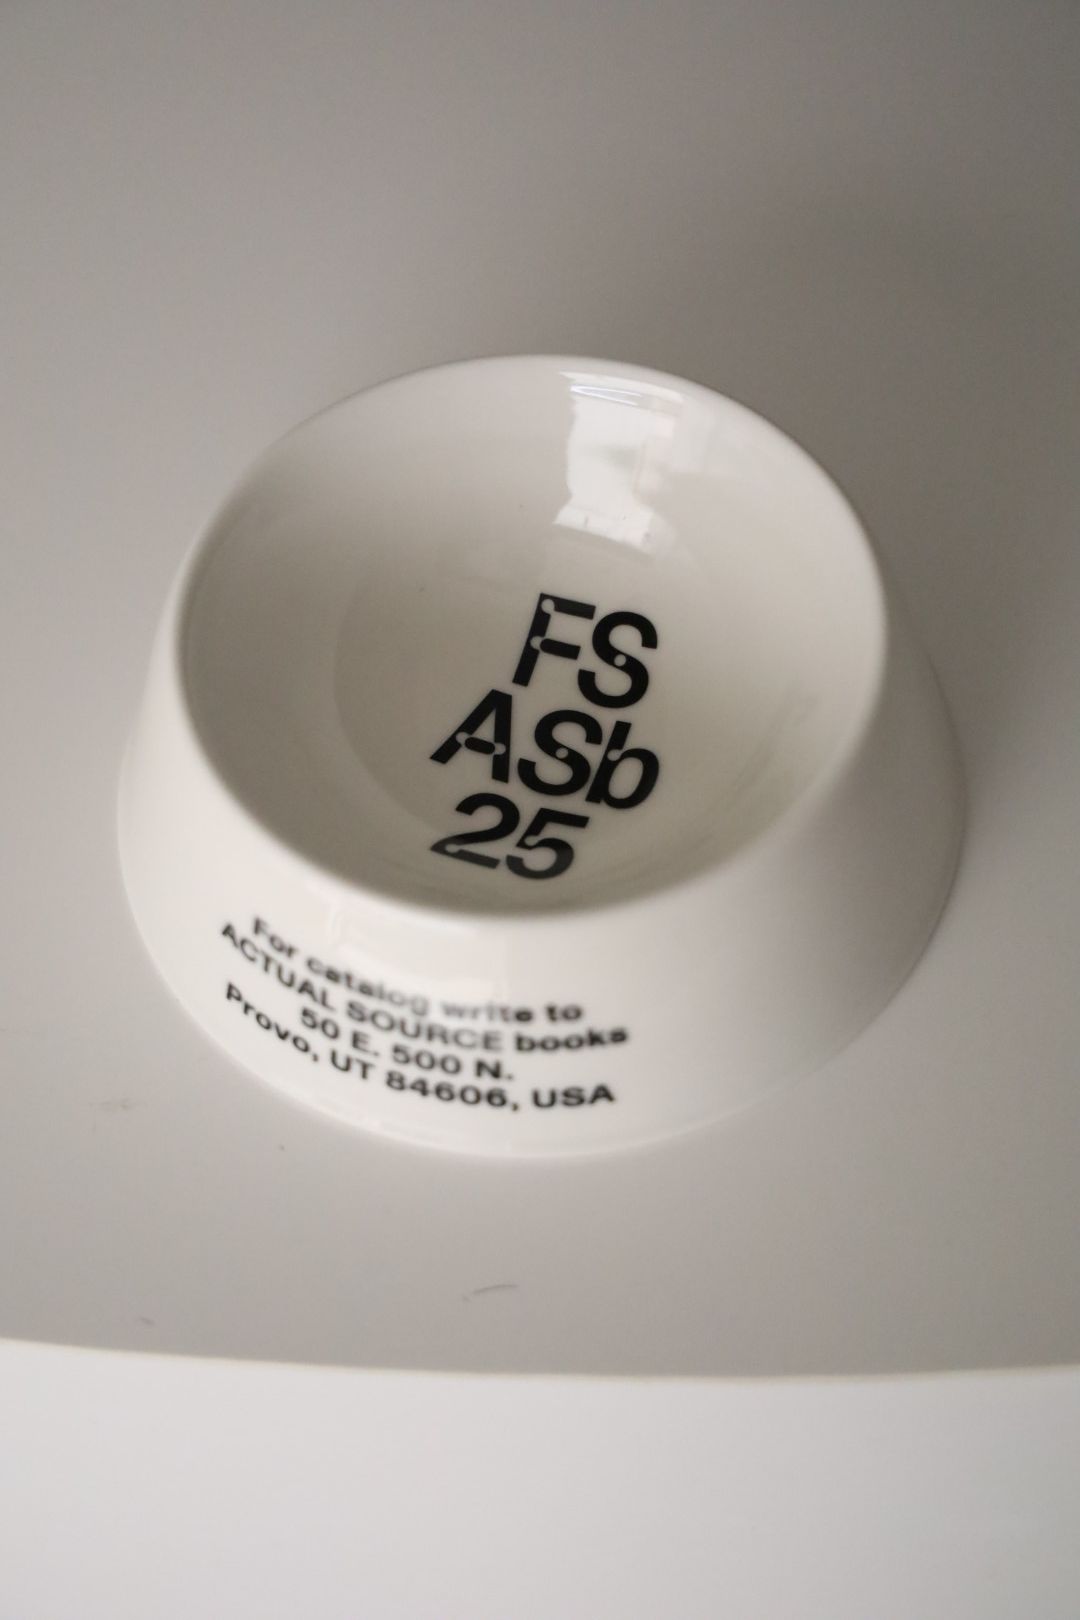 FS
ASb
25
For catalog write to
ACTUAL SOURCE books
50 E. 500 N.
Provo, UT 84606, USA